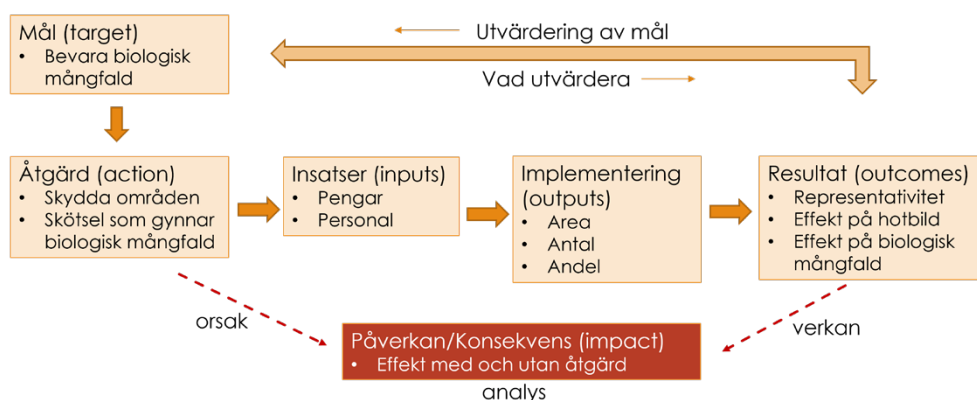 Mål (target)
• Bevara biologisk
mångfald
Utvärdering av mål
Vad utvärdera
Åtgärd (action)
• Skydda områden
• Skötsel som gynnar
biologisk mångfald
Insatser (inputs)
• Pengar
• Personal
Implementering
(outputs)
• Area
• Antal
• Andel
Resultat (outcomes)
• Representativitet
• Effekt på hotbild
• Effekt på biologisk
mångfald
orsak
verkan
Påverkan/Konsekvens (impact)
• Effekt med och utan åtgärd
analys